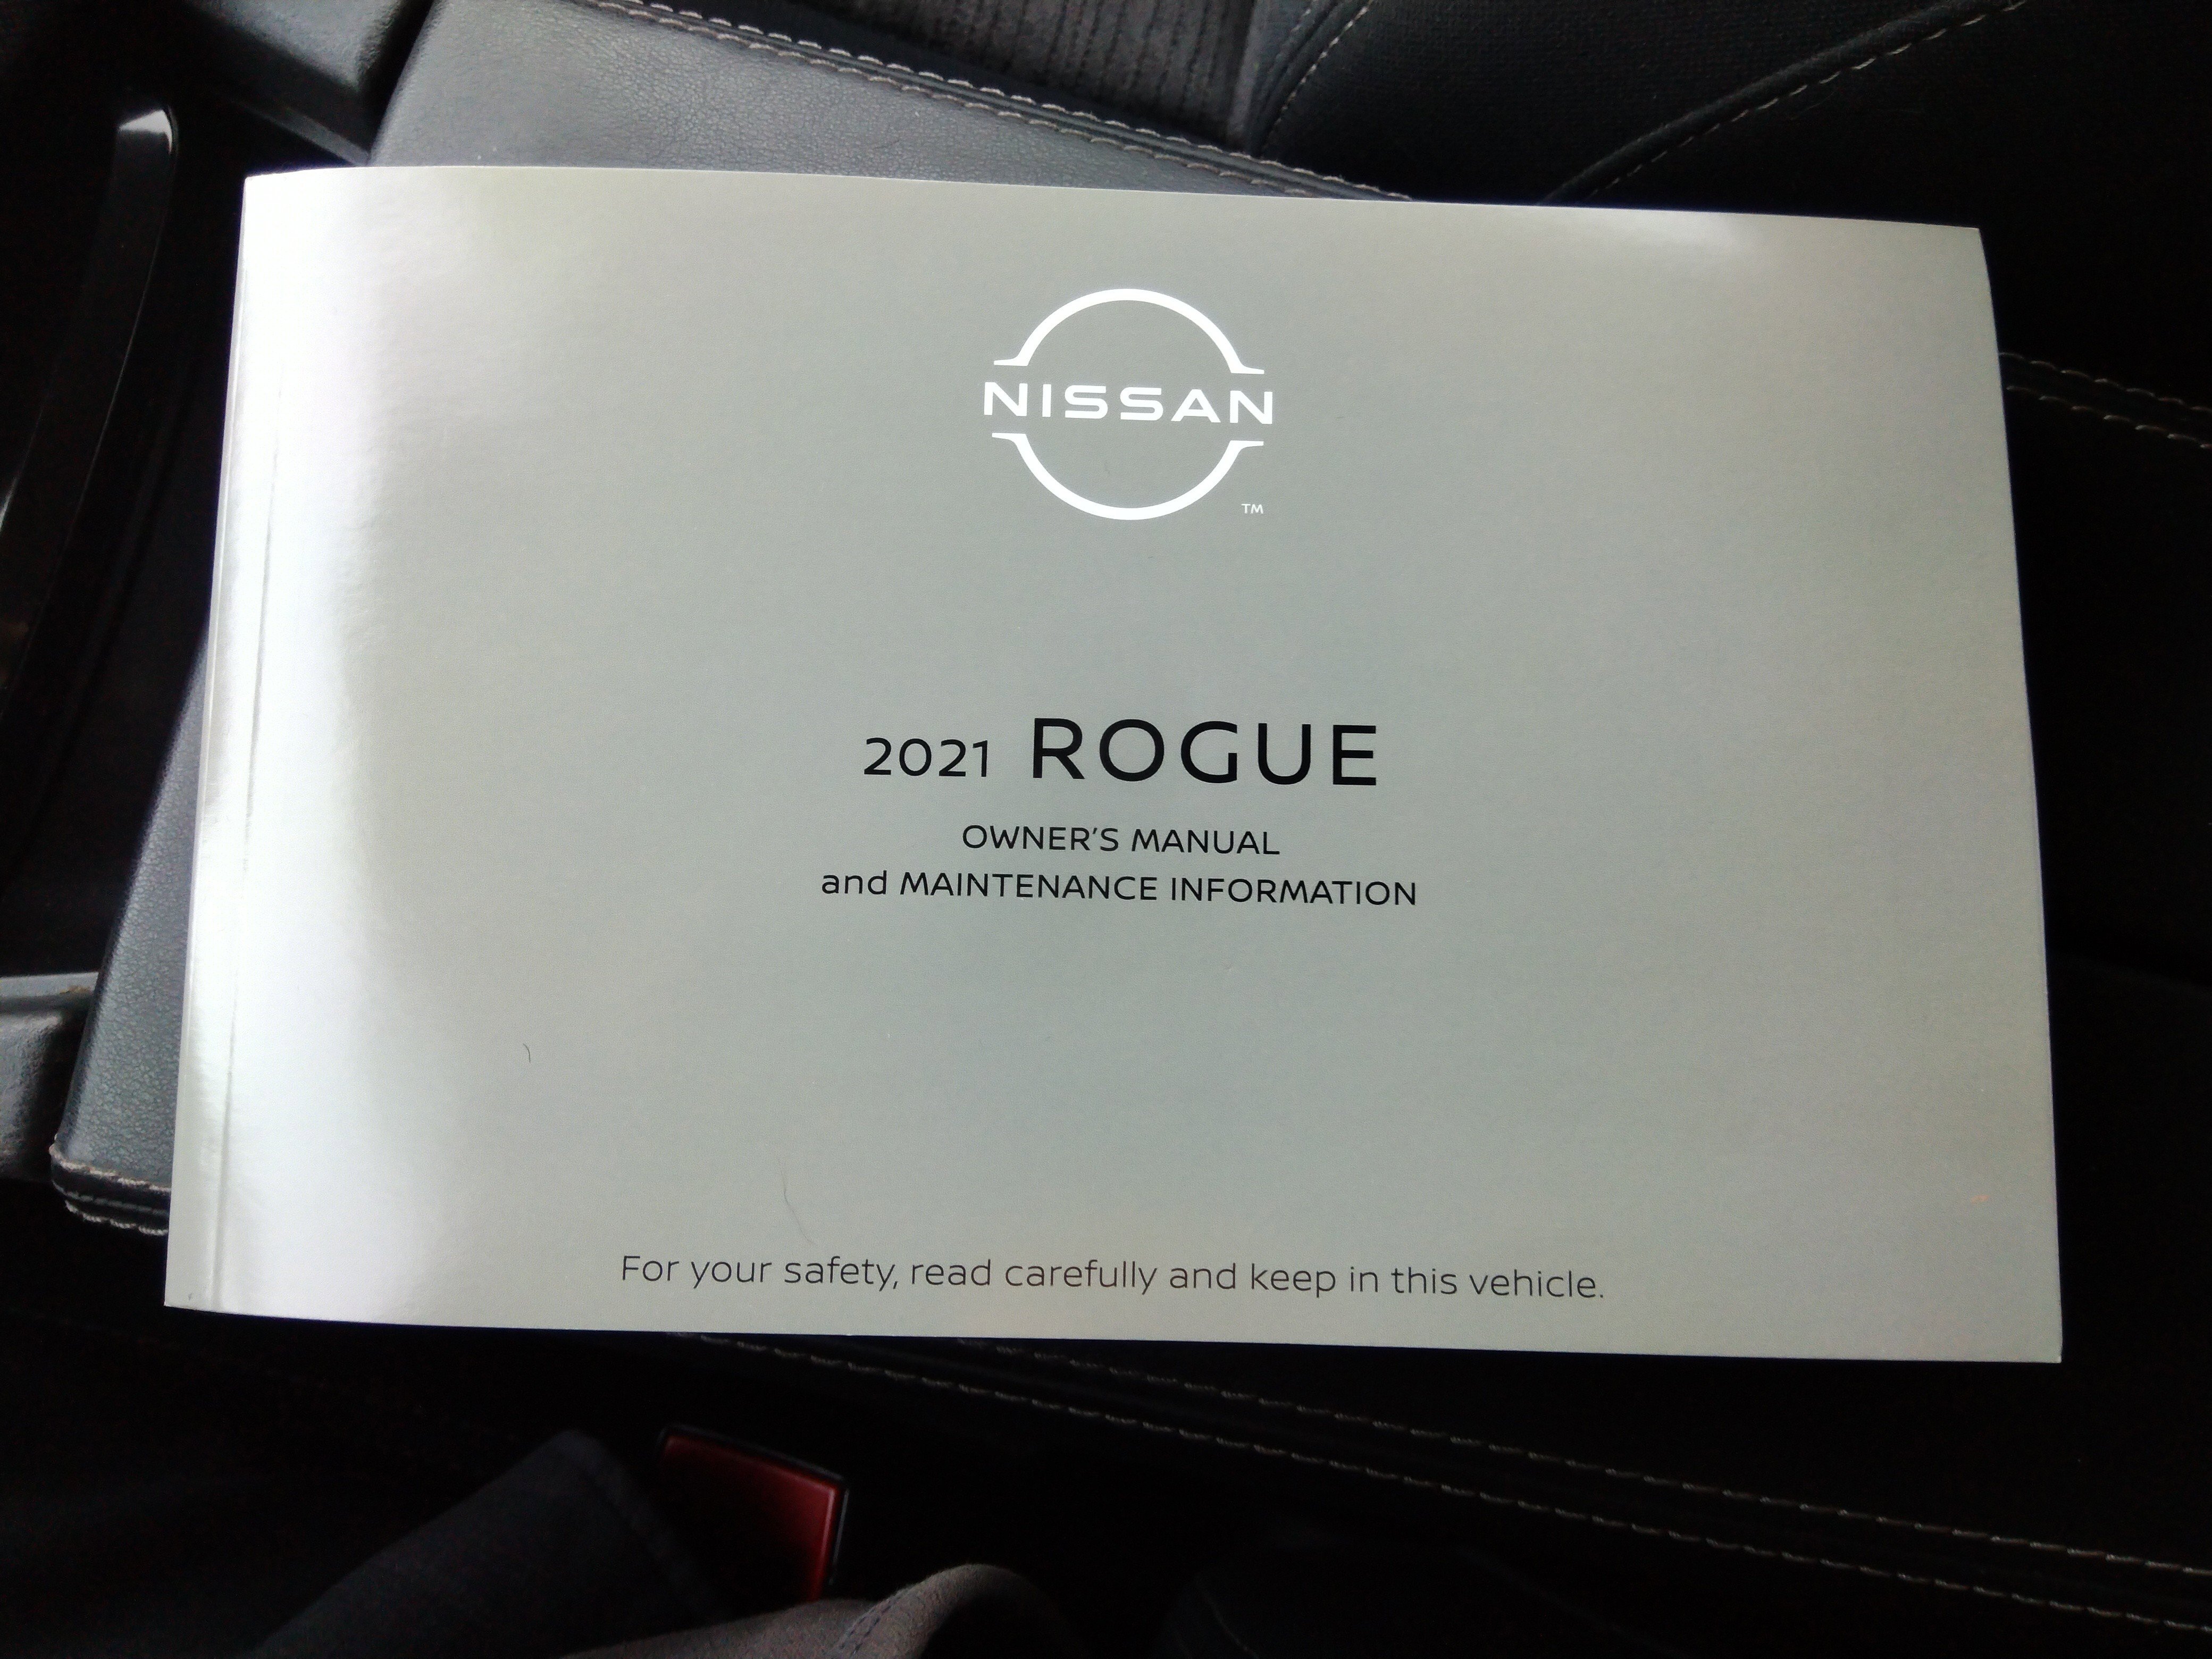 NISSAN
TM
2021 ROGUE
OWNER'S MANUAL
and MAINTENANCE INFORMATION
For your safety, read carefully and keep in this vehicle.